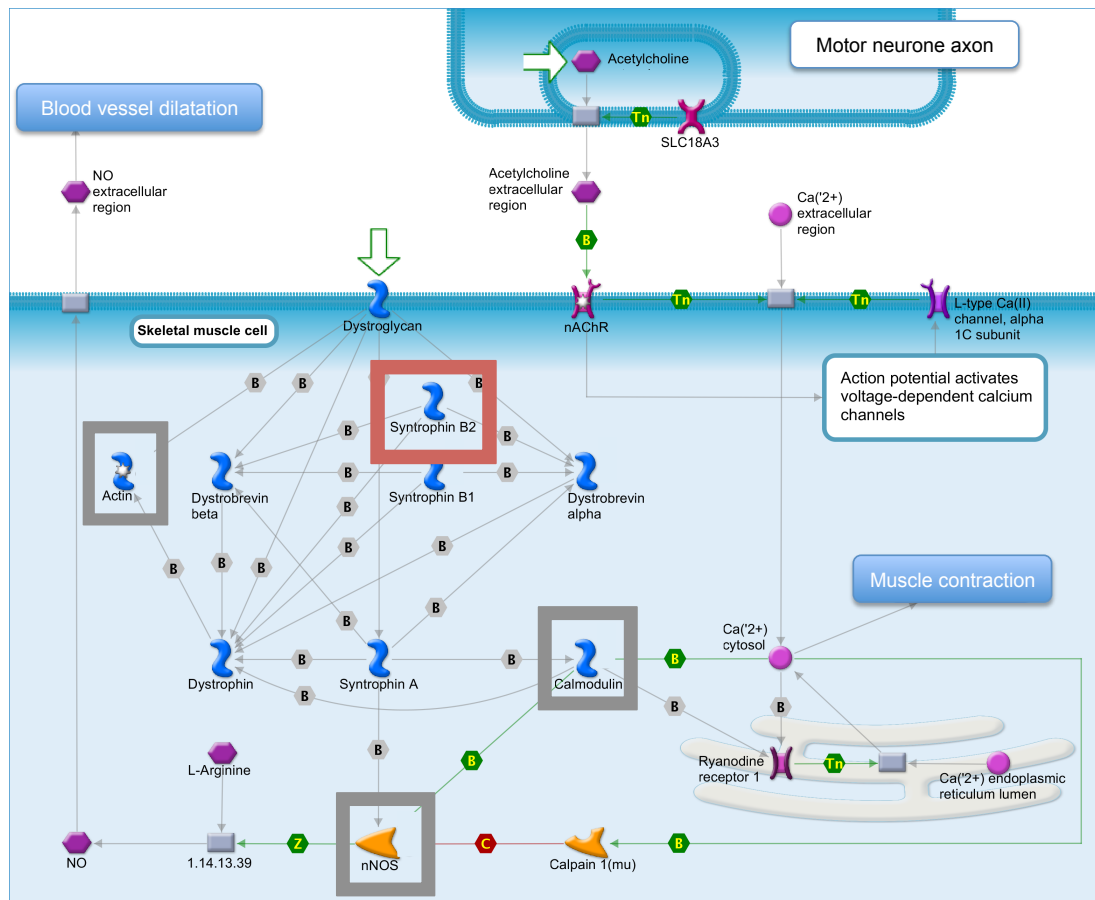 Motor neurone axon
Acetylcholine
Tn
SLC18A3
Blood vessel dilatation
NO
extracellular
region
Acetylcholine
extracellular
region
Ca('2+)
extracellular
region
B
Skeletal muscle cell
Dystroglycan
nAChR
Tn
Tn
L-type Ca(II)
channel, alpha
1C subunit
Action potential activates
voltage-dependent calcium
channels
B
B
B
B
Syntrophin B2
B
B
Actin
Dystrobrevin
beta
B
Syntrophin B1
B
Dystrobrevin
alpha
B
B
B
B
B
B
B
B
Muscle contraction
Ca('2+)
cytosol
Dystrophin
B
Syntrophin A
B
Calmodulin
B
B
B
B
B
B
L-Arginine
Ryanodine
receptor 1
Tn
Ca('2+) endoplasmic
reticulum lumen
NO
1.14.13.39
Z
nNOS
C
Calpain 1(mu)
B